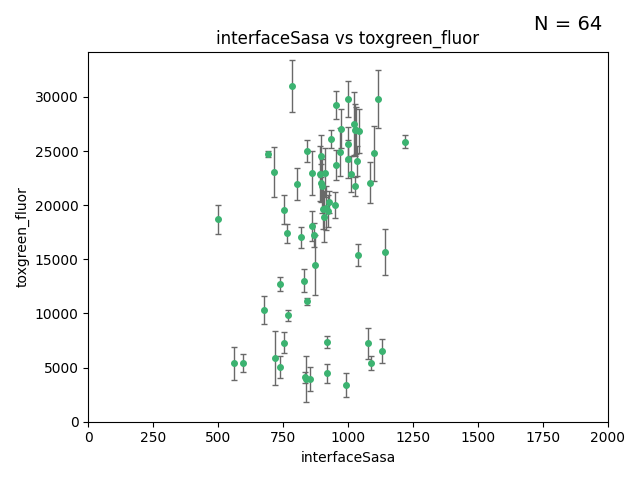 N = 64
interfaceSasa vs toxgreen_fluor
toxgreen_fluor
30000
25000
20000
15000
10000
5000
0
0 250 500 750 1000 1250 1500 1750 2000
interfaceSasa